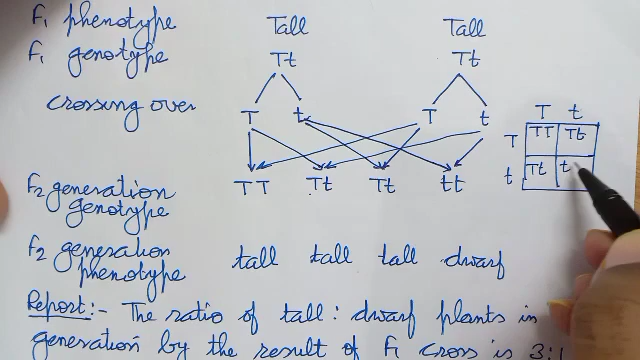 F1 phenotype Tall Tall
F1 genotype Tt Tt
crossing over T t T t
T t
T TT Tt
t Tt t
F2 generation genotype TT Tt Tt tt
F2 generation phenotype tall tall tall dwarf
Report:- The ratio of tall : dwarf plants in
generation by the result of F1 cross is 3:1